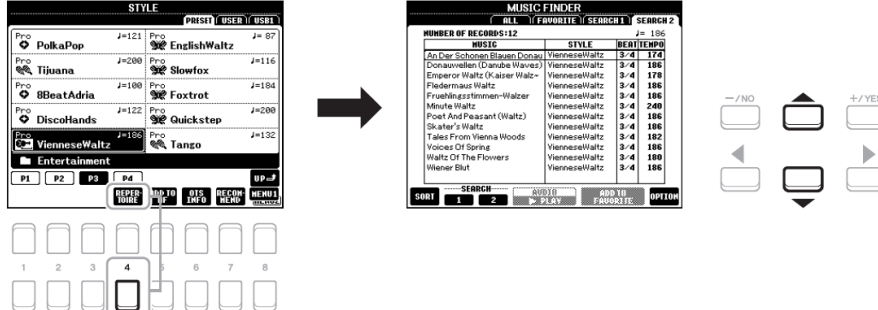 STYLE
PRESET USER USB1
Pro ♩=121 Pro ♩= 87
PolkaPop EnglishWaltz
Pro ♩=200 Pro ♩=116
Tijuana Slowfox
Pro ♩=100 Pro ♩=184
8BeatAdria Foxtrot
Pro ♩=122 Pro ♩=200
DiscoHands Quickstep
Pro ♩=186 Pro ♩=132
VienneseWaltz Tango
Entertainment
P1 P2 P3 P4 UP
REPER-TOIRE ADD TO MF OTS INFO RECOM-MEND MENU1
1 2 3 4 6 7 8
MUSIC FINDER
ALL FAVORITE SEARCH 1 SEARCH 2
NUMBER OF RECORDS:12 ♩= 186
MUSIC STYLE BEAT TEMPO
An Der Schonen Blauen Donau VienneseWaltz 3/4 174
Donauwellen (Danube Waves) VienneseWaltz 3/4 186
Emperor Waltz (Kaiser Walz~ VienneseWaltz 3/4 178
Fledermaus Waltz VienneseWaltz 3/4 186
Fruehlingsstimmen-Walzer VienneseWaltz 3/4 186
Minute Waltz VienneseWaltz 3/4 240
Poet And Peasant (Waltz) VienneseWaltz 3/4 186
Skater's Waltz VienneseWaltz 3/4 186
Tales From Vienna Woods VienneseWaltz 3/4 182
Voices Of Spring VienneseWaltz 3/4 186
Waltz Of The Flowers VienneseWaltz 3/4 180
Wiener Blut VienneseWaltz 3/4 186
SORT SEARCH 1 2 AUDIO ▶ PLAY ADD TO FAVORITE OPTION
−/NO +/YES